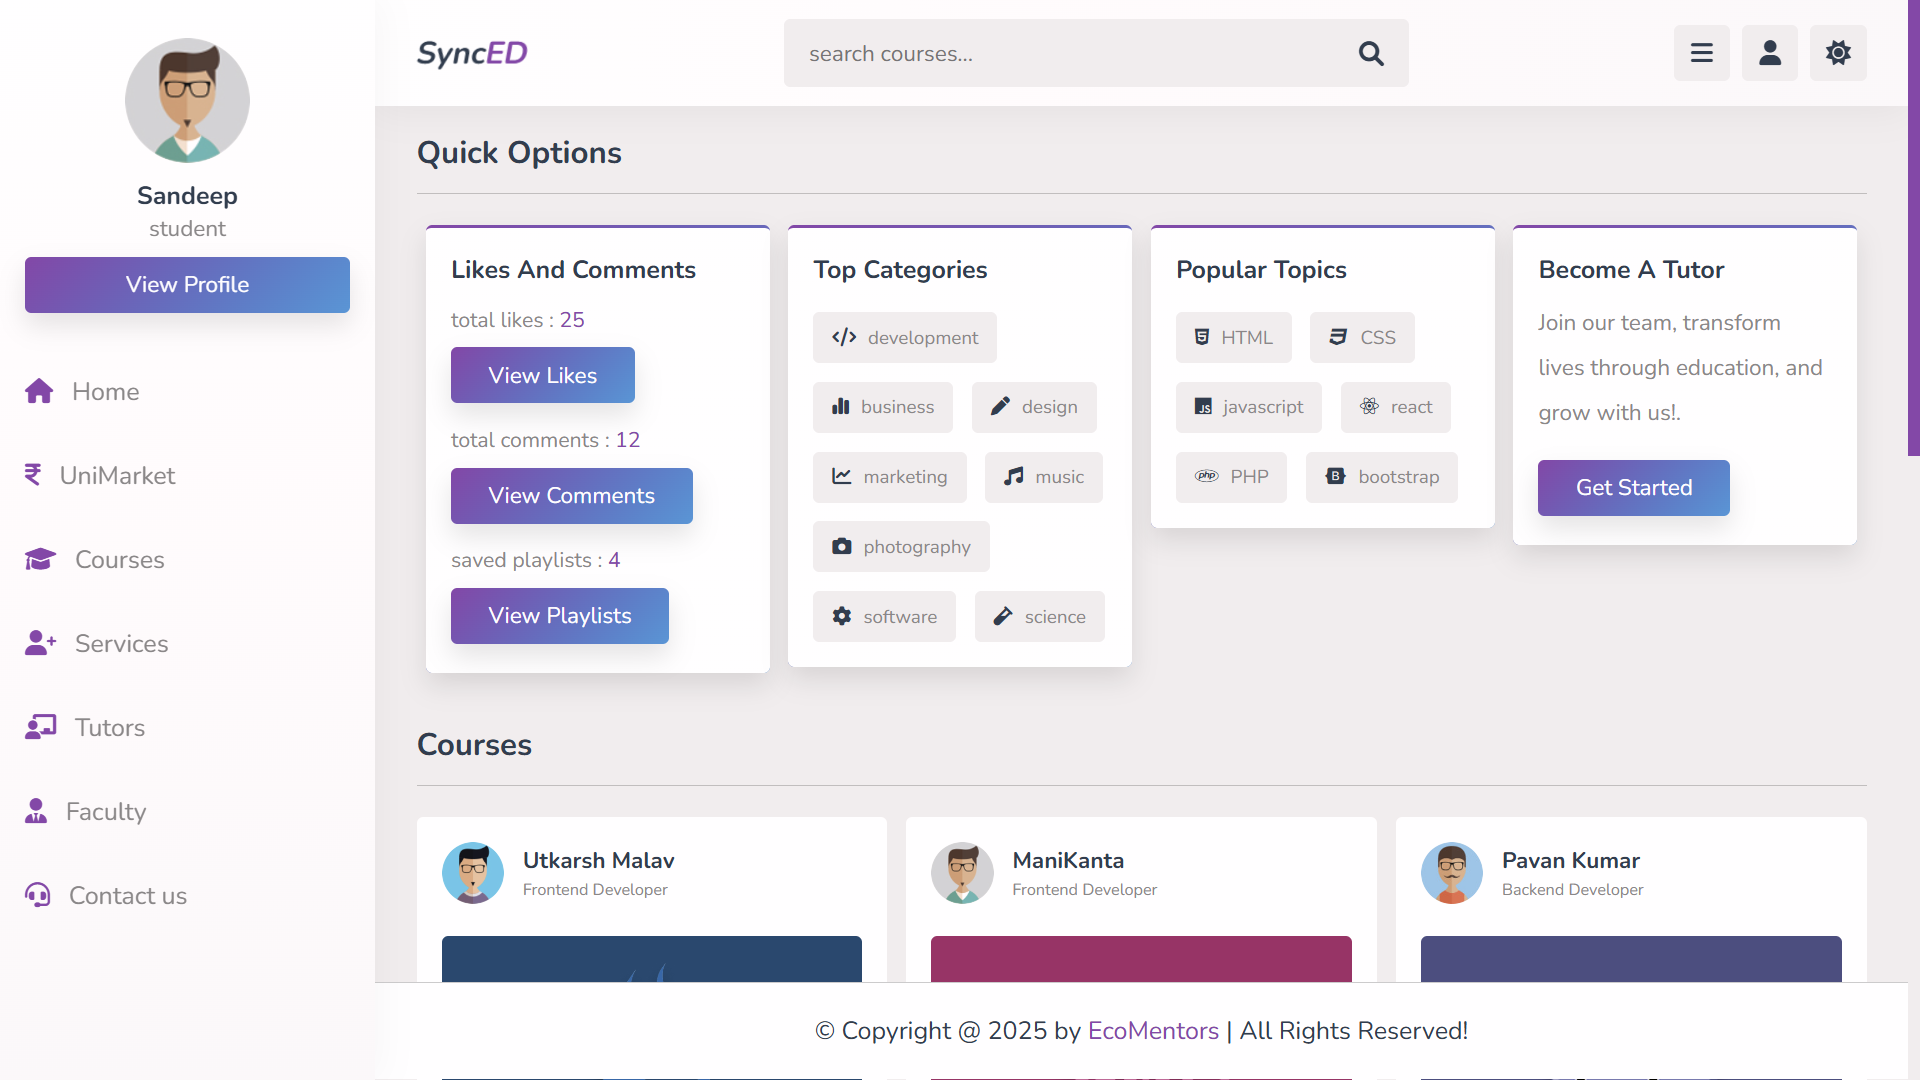 Sandeep
student
View Profile
Home
UniMarket
Courses
Services
Tutors
Faculty
Contact us
SyncED
search courses...
Quick Options
Likes And Comments
total likes : 25
View Likes
total comments : 12
View Comments
saved playlists : 4
View Playlists
Top Categories
development
business design
marketing music
photography
software science
Popular Topics
HTML CSS
javascript react
PHP bootstrap
Become A Tutor
Join our team, transform
lives through education, and
grow with us!.
Get Started
Courses
Utkarsh Malav
Frontend Developer
ManiKanta
Frontend Developer
Pavan Kumar
Backend Developer
© Copyright @ 2025 by EcoMentors | All Rights Reserved!